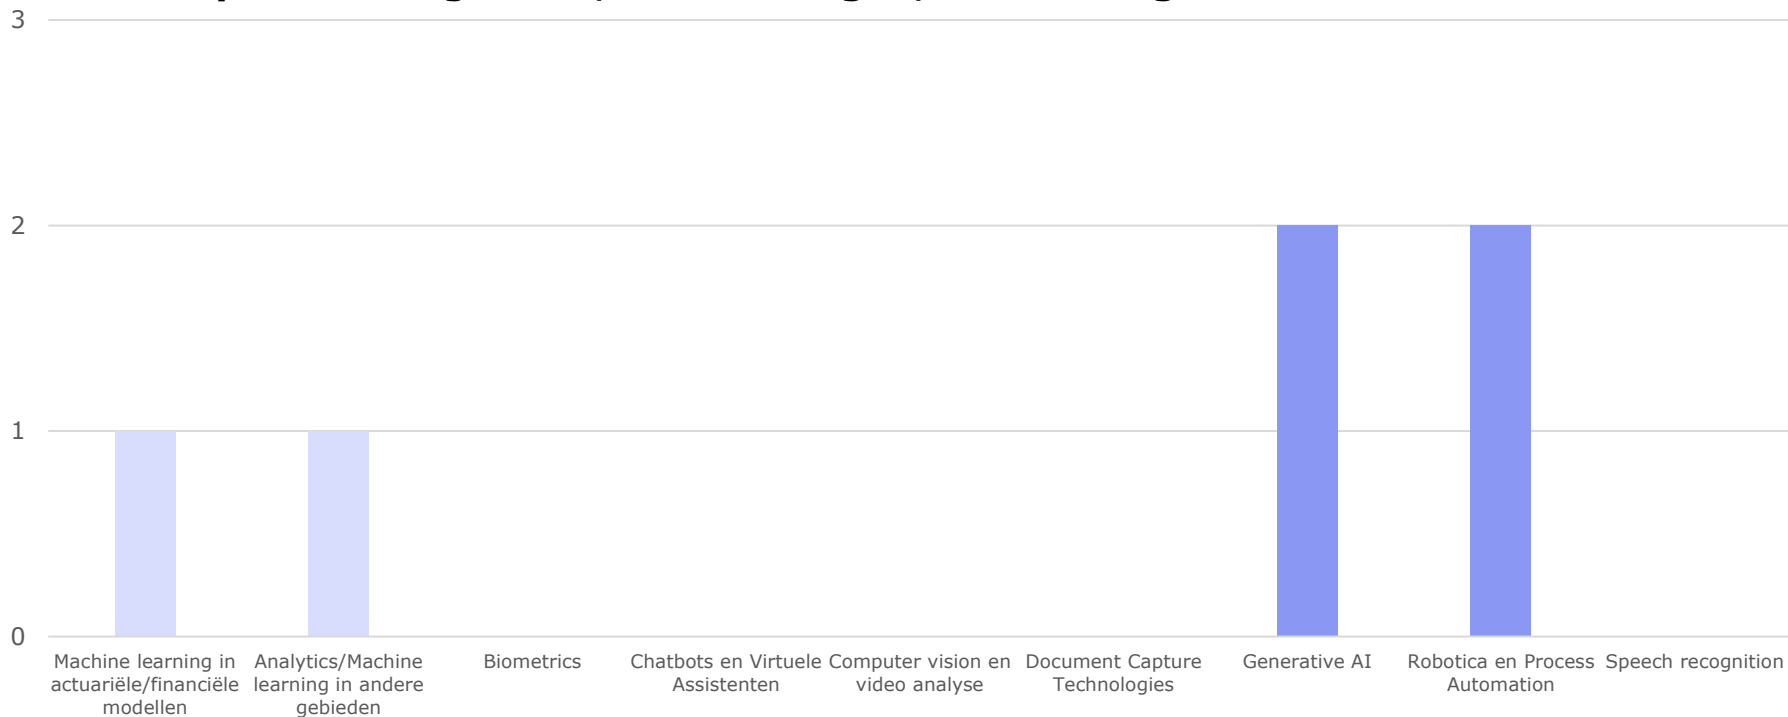 3
2
1
0
Machine learning in
actuariële/financiële
modellen
Analytics/Machine
learning in andere
gebieden
Biometrics
Chatbots en Virtuele
Assistenten
Computer vision en
video analyse
Document Capture
Technologies
Generative AI
Robotica en Process
Automation
Speech recognition